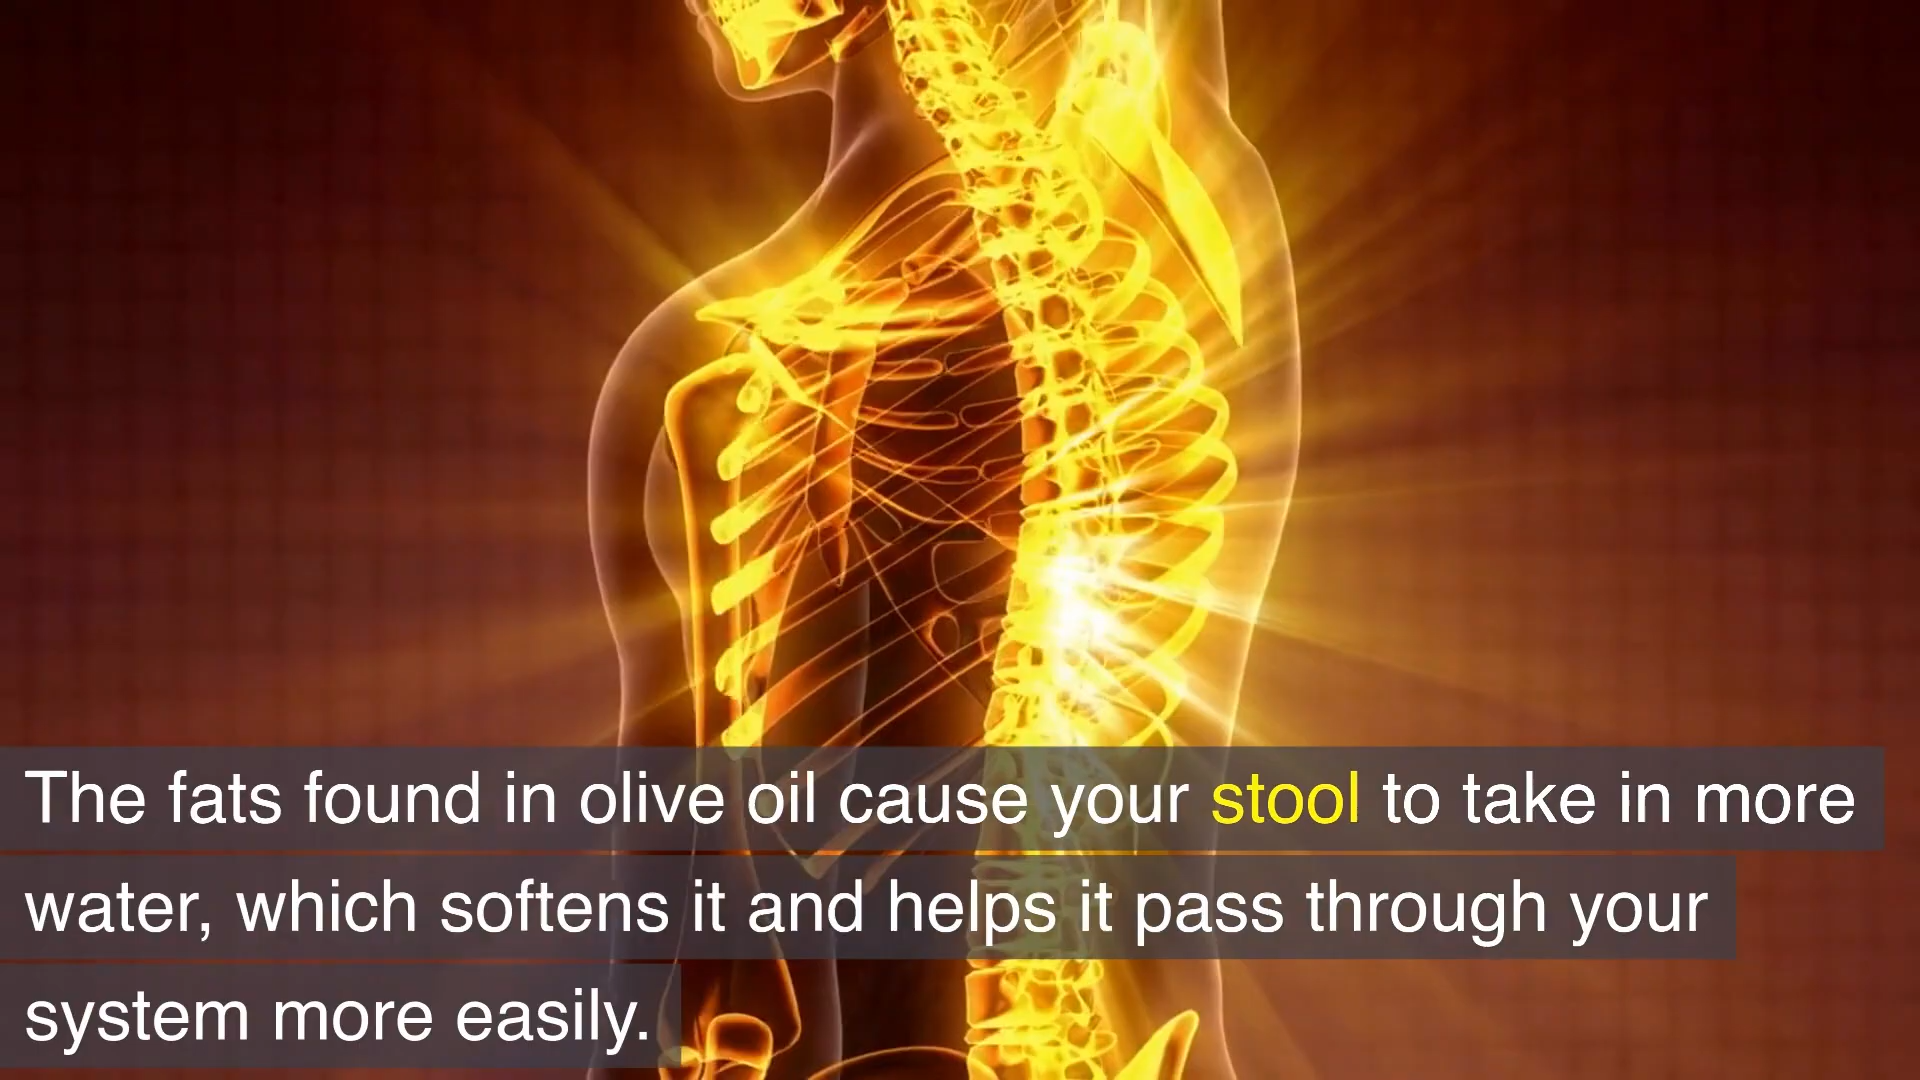 The fats found in olive oil cause your stool to take in more
water, which softens it and helps it pass through your
system more easily.